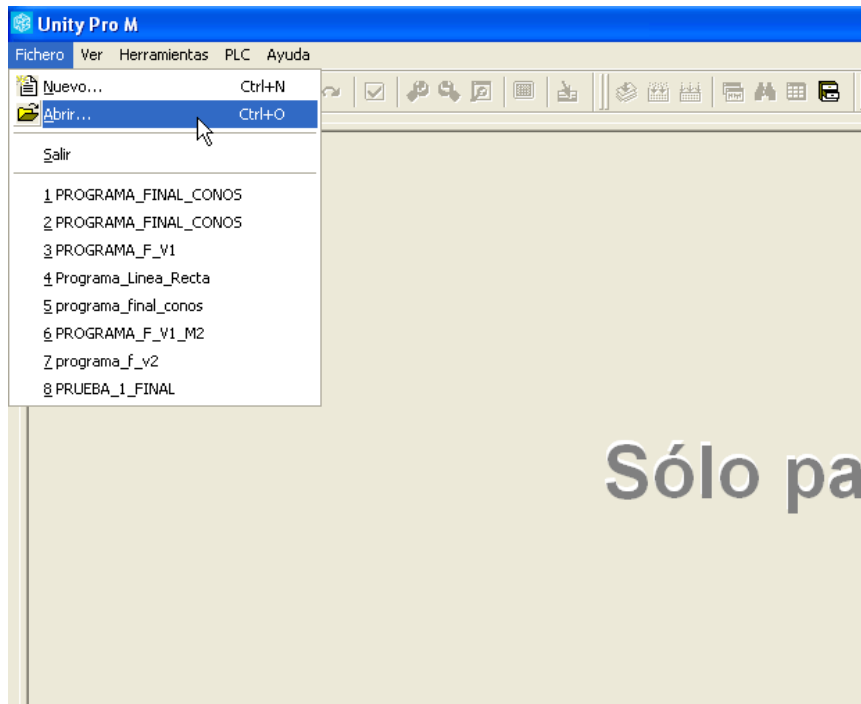 Unity Pro M
Fichero Ver Herramientas PLC Ayuda
Nuevo... Ctrl+N
Abrir... Ctrl+O
Salir
1 PROGRAMA_FINAL_CONOS
2 PROGRAMA_FINAL_CONOS
3 PROGRAMA_F_V1
4 Programa_Linea_Recta
5 programa_final_conos
6 PROGRAMA_F_V1_M2
7 programa_f_v2
8 PRUEBA_1_FINAL
Sólo pa